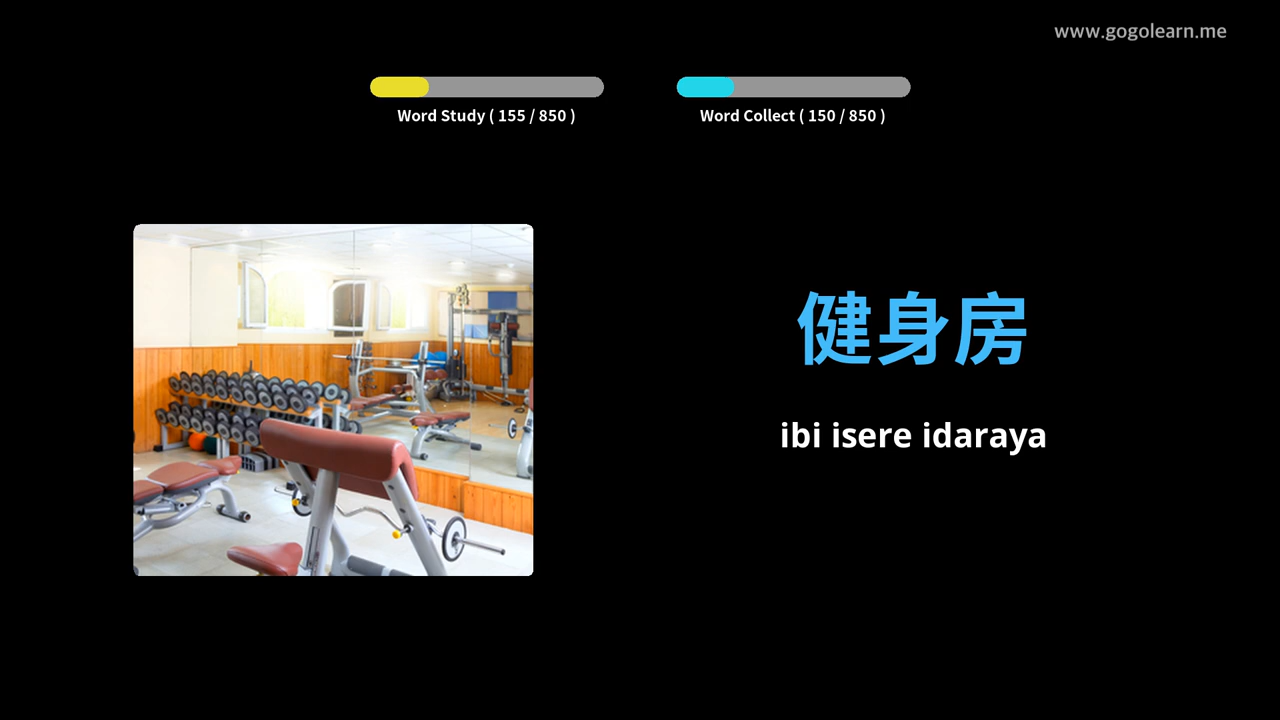 www.gogolearn.me
Word Study ( 155 / 850 )
Word Collect ( 150 / 850 )
健身房
ibi isere idaraya